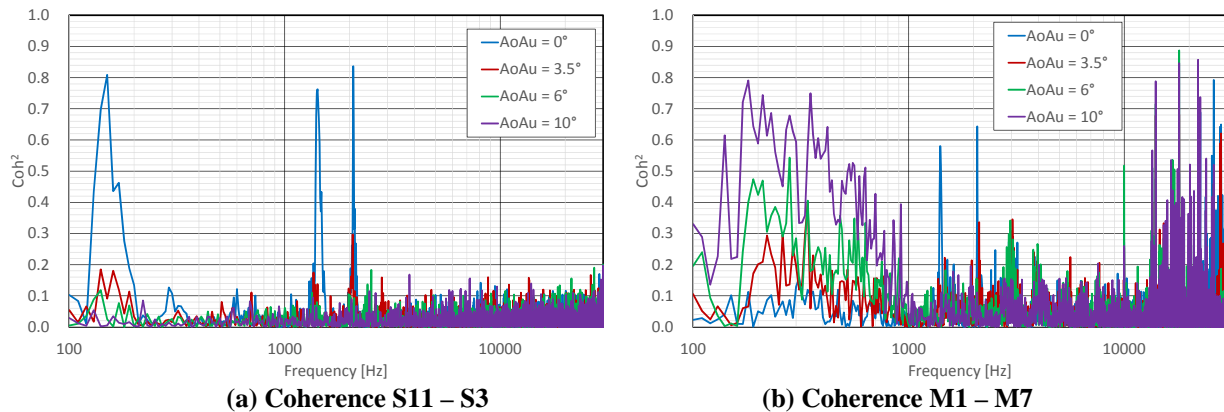 1.0
0.9
0.8
0.7
0.6
0.5
0.4
0.3
0.2
0.1
0.0
Coh²
100 1000 10000
Frequency [Hz]
AoAu = 0°
AoAu = 3.5°
AoAu = 6°
AoAu = 10°
(a) Coherence S11 – S3
1.0
0.9
0.8
0.7
0.6
0.5
0.4
0.3
0.2
0.1
0.0
Coh²
100 1000 10000
Frequency [Hz]
AoAu = 0°
AoAu = 3.5°
AoAu = 6°
AoAu = 10°
(b) Coherence M1 – M7